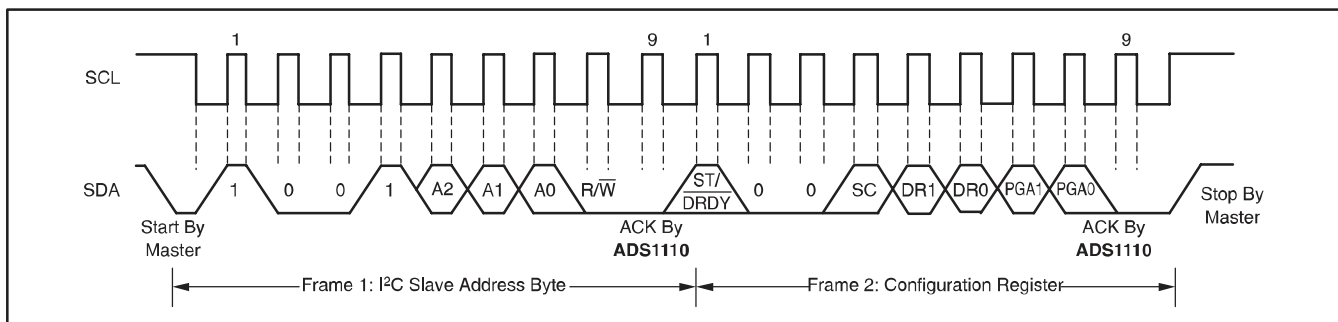 1 9 1 9
SCL
SDA
1 0 0 1 A2 A1 A0 R/W̅ ST/ 0 0 SC DR1 DR0 PGA1 PGA0
D̅R̅D̅Y̅
Start By
Master
ACK By
ADS1110
ACK By
ADS1110
Stop By
Master
Frame 1: I²C Slave Address Byte
Frame 2: Configuration Register